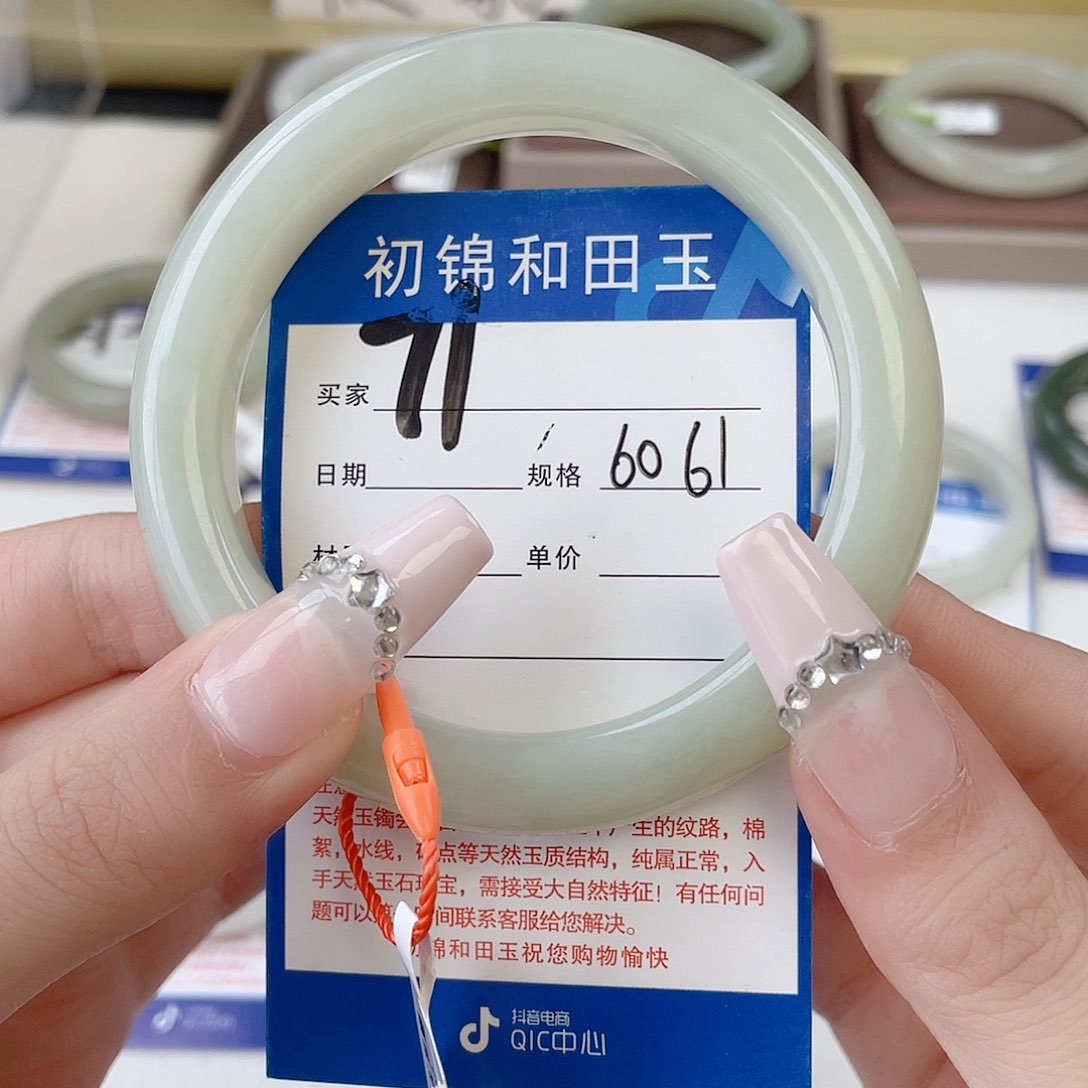 初锦和田玉
71
买家
日期 规格 60 61
单价
天 玉镯 生的纹路，棉
絮， 水线， 点等天然玉质结构，纯属正常，入
手天 玉石 宝，需接受大自然特征！有任何问
题可以 间联系客服给您解决。
锦和田玉祝您购物愉快
抖音电商
QIC中心